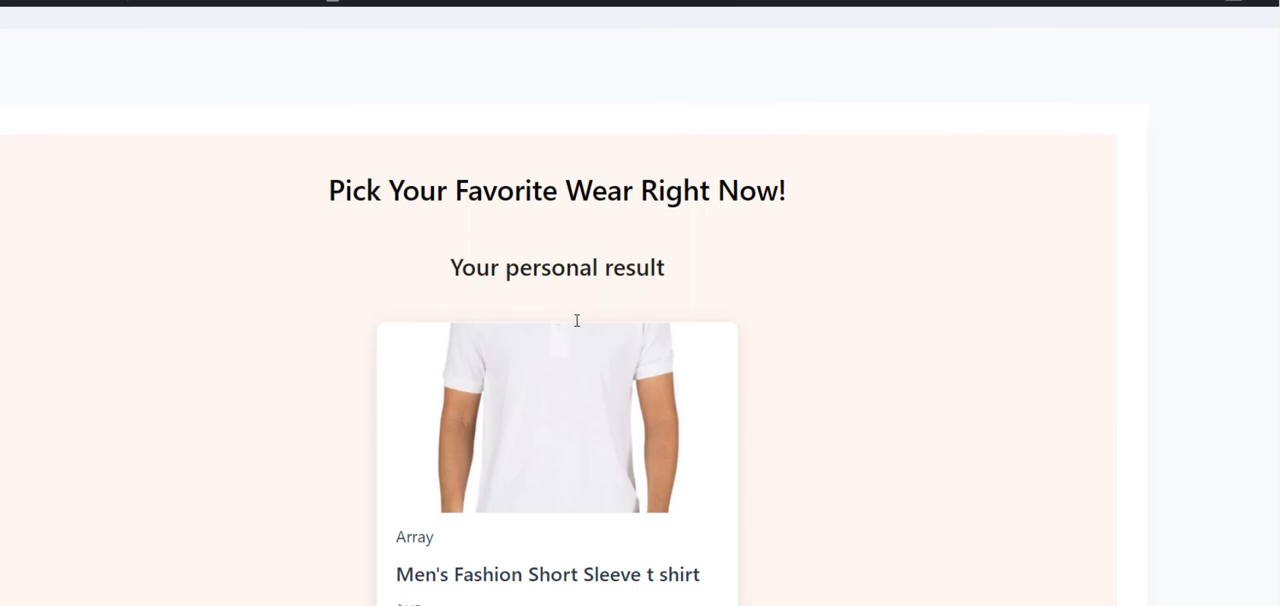 Pick Your Favorite Wear Right Now!
Your personal result
Array
Men's Fashion Short Sleeve t shirt